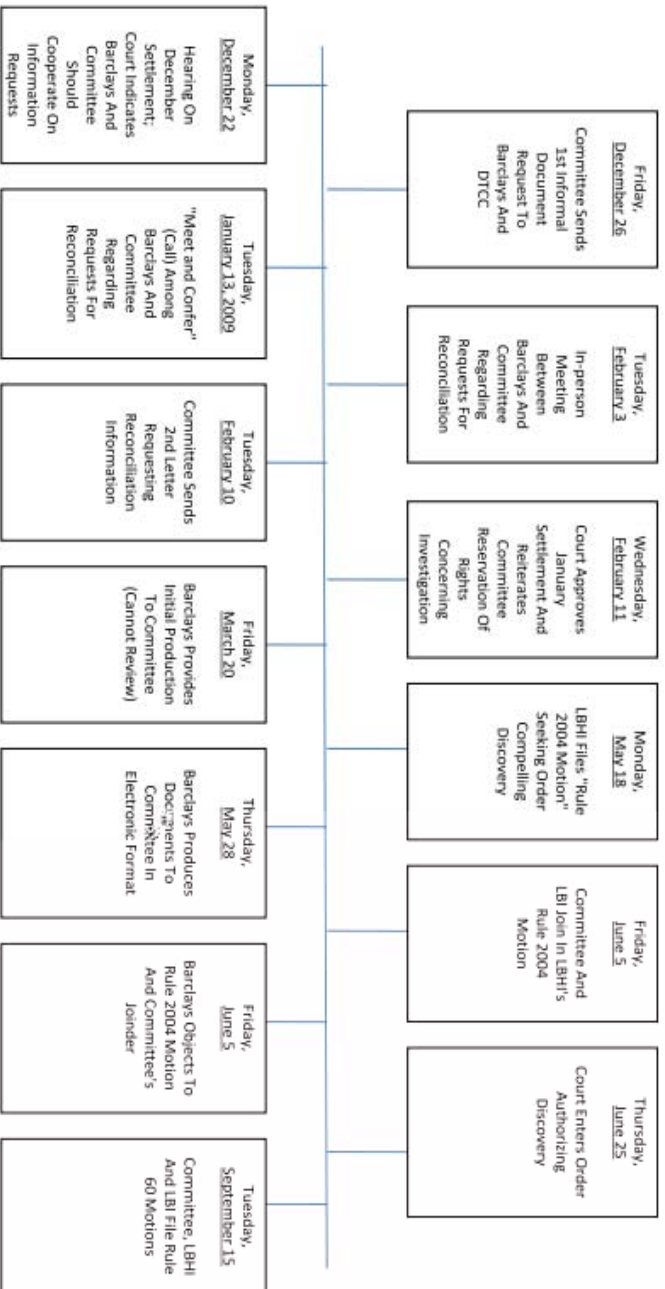 Monday,
December 22
Hearing On
December
Settlement;
Court Indicates
Barclays And
Committee
Should
Cooperate On
Information
Requests
Friday,
December 26
Committee Sends
1st Informal
Document
Request To
Barclays And
DTCC
Tuesday,
January 13, 2009
"Meet and Confer"
(Call) Among
Barclays And
Committee
Regarding
Requests For
Reconciliation
Tuesday,
February 3
In-person
Meeting
Between
Barclays And
Committee
Regarding
Requests For
Reconciliation
Tuesday,
February 10
Committee Sends
2nd Letter
Requesting
Reconciliation
Information
Wednesday,
February 11
Court Approves
January
Settlement And
Reiterates
Committee
Reservation Of
Rights
Concerning
Investigation
Friday,
March 20
Barclays Provides
Initial Production
To Committee
(Cannot Review)
Monday,
May 18
LBHI Files "Rule
2004 Motion"
Seeking Order
Compelling
Discovery
Thursday,
May 28
Barclays Produces
Documents To
Committee In
Electronic Format
Friday,
June 5
Committee And
LBI Join In LBHI's
Rule 2004
Motion
Friday,
June 5
Barclays Objects To
Rule 2004 Motion
And Committee's
Joinder
Thursday,
June 25
Court Enters Order
Authorizing
Discovery
Tuesday,
September 15
Committee, LBHI
And LBI File Rule
60 Motions